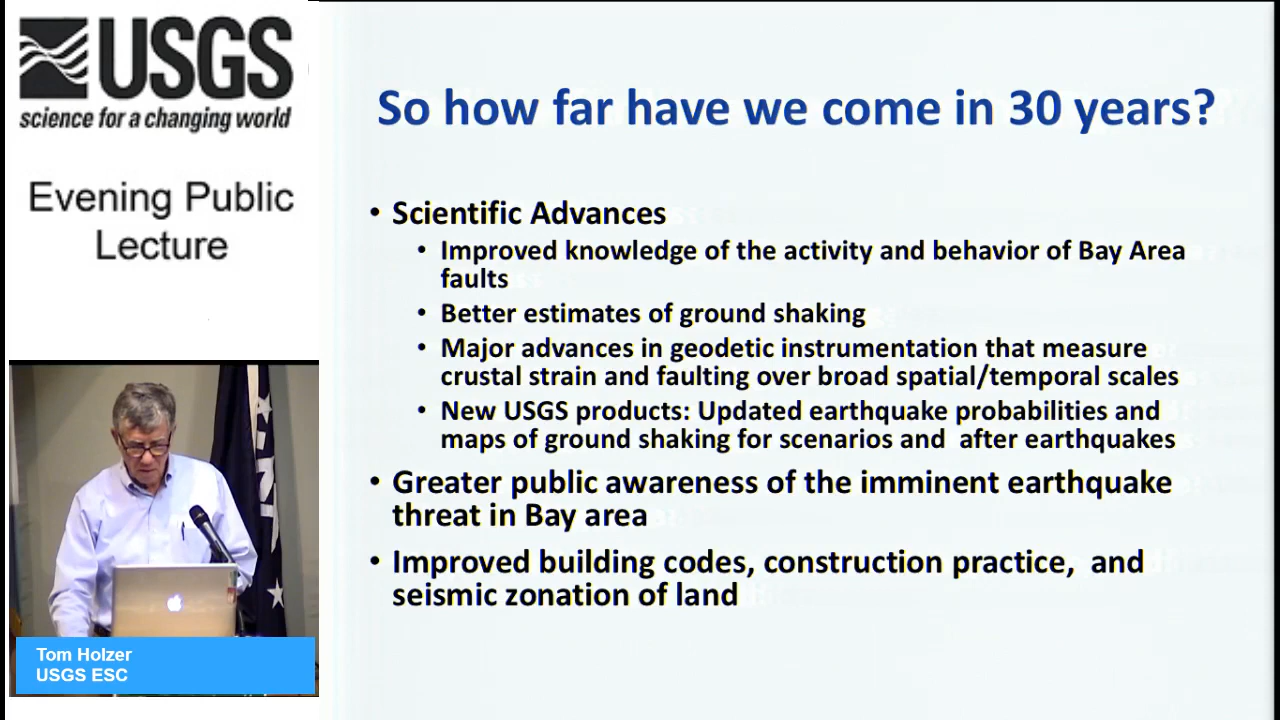 USGS
science for a changing world
Evening Public
Lecture
So how far have we come in 30 years?
• Scientific Advances
• Improved knowledge of the activity and behavior of Bay Area
faults
• Better estimates of ground shaking
• Major advances in geodetic instrumentation that measure
crustal strain and faulting over broad spatial/temporal scales
• New USGS products: Updated earthquake probabilities and
maps of ground shaking for scenarios and  after earthquakes
• Greater public awareness of the imminent earthquake
threat in Bay area
• Improved building codes, construction practice,  and
seismic zonation of land
Tom Holzer
USGS ESC